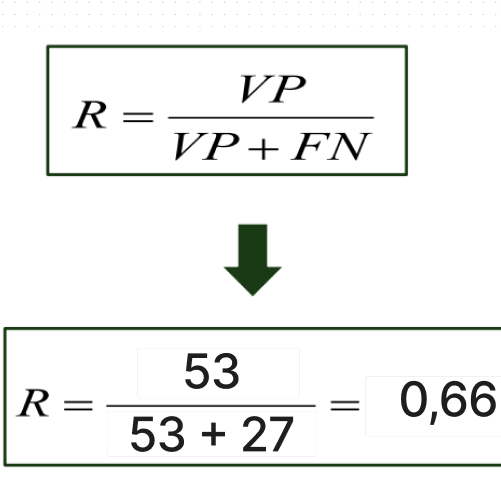 R = VP / VP + FN
R = 53 / 53 + 27 = 0,66